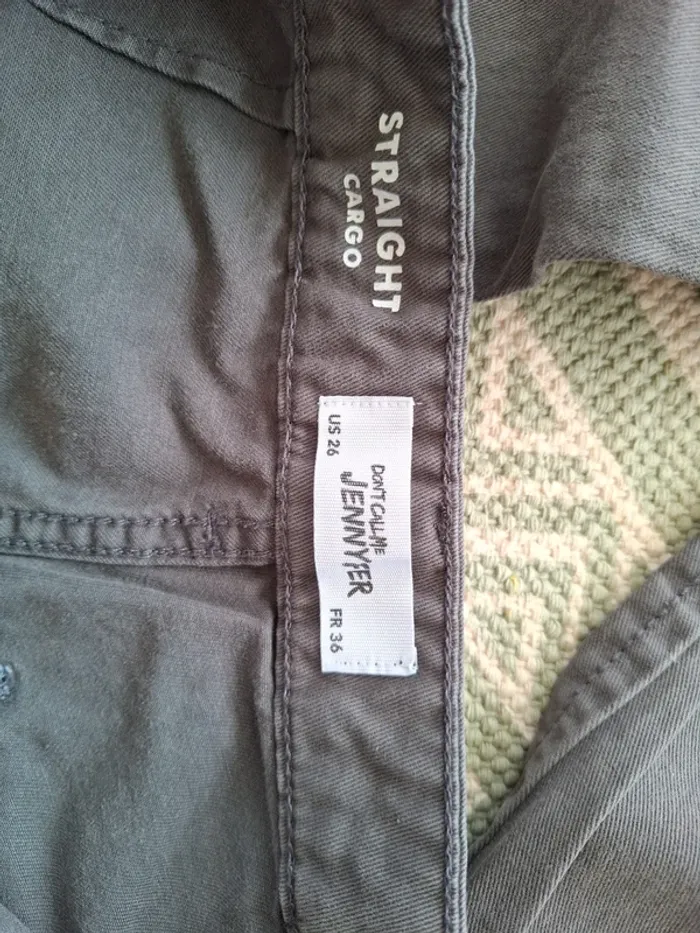 STRAIGHT
CARGO
US 26
DON'T CALL ME
JENNYFER
FR 36